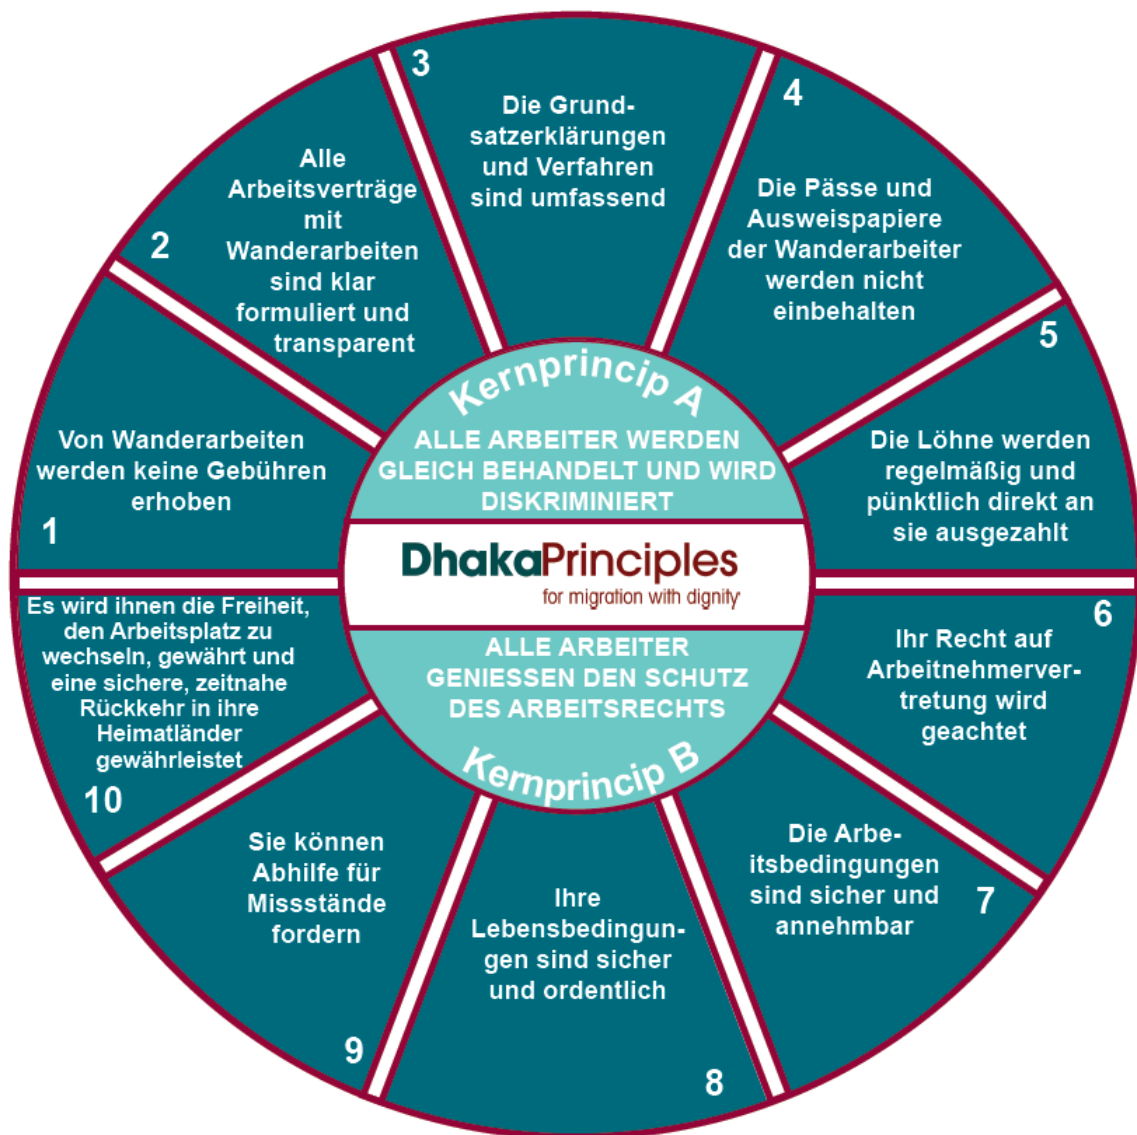 3
Die Grund-
satzerklärungen
und Verfahren
sind umfassend
4
Die Pässe und
Ausweispapiere
der Wanderarbeiter
werden nicht
einbehalten
5
Die Löhne werden
regelmäßig und
pünktlich direkt an
sie ausgezahlt
6
Ihr Recht auf
Arbeitnehmerver-
tretung wird
geachtet
7
Die Arbe-
itsbedingungen
sind sicher und
annehmbar
8
Ihre
Lebensbedingun-
gen sind sicher
und ordentlich
9
Sie können
Abhilfe für
Missstände
fordern
10
Es wird ihnen die Freiheit,
den Arbeitsplatz zu
wechseln, gewährt und
eine sichere, zeitnahe
Rückkehr in ihre
Heimatländer
gewährleistet
1
Von Wanderarbeiten
werden keine Gebühren
erhoben
2
Alle
Arbeitsverträge
mit
Wanderarbeiten
sind klar
formuliert und
transparent
Kernprincip A
ALLE ARBEITER WERDEN
GLEICH BEHANDELT UND WIRD
DISKRIMINIERT
DhakaPrinciples
for migration with dignity
ALLE ARBEITER
GENIESSEN DEN SCHUTZ
DES ARBEITSRECHTS
Kernprincip B